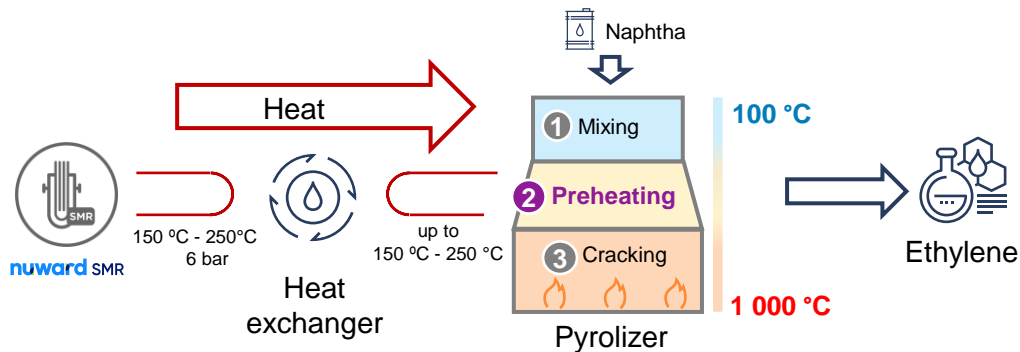 Naphtha
Heat
1 Mixing
100 °C
SMR
2 Preheating
150 ºC - 250°C
6 bar
up to
150 ºC - 250 °C
nuward SMR
3 Cracking
Ethylene
Heat
exchanger
1 000 °C
Pyrolizer